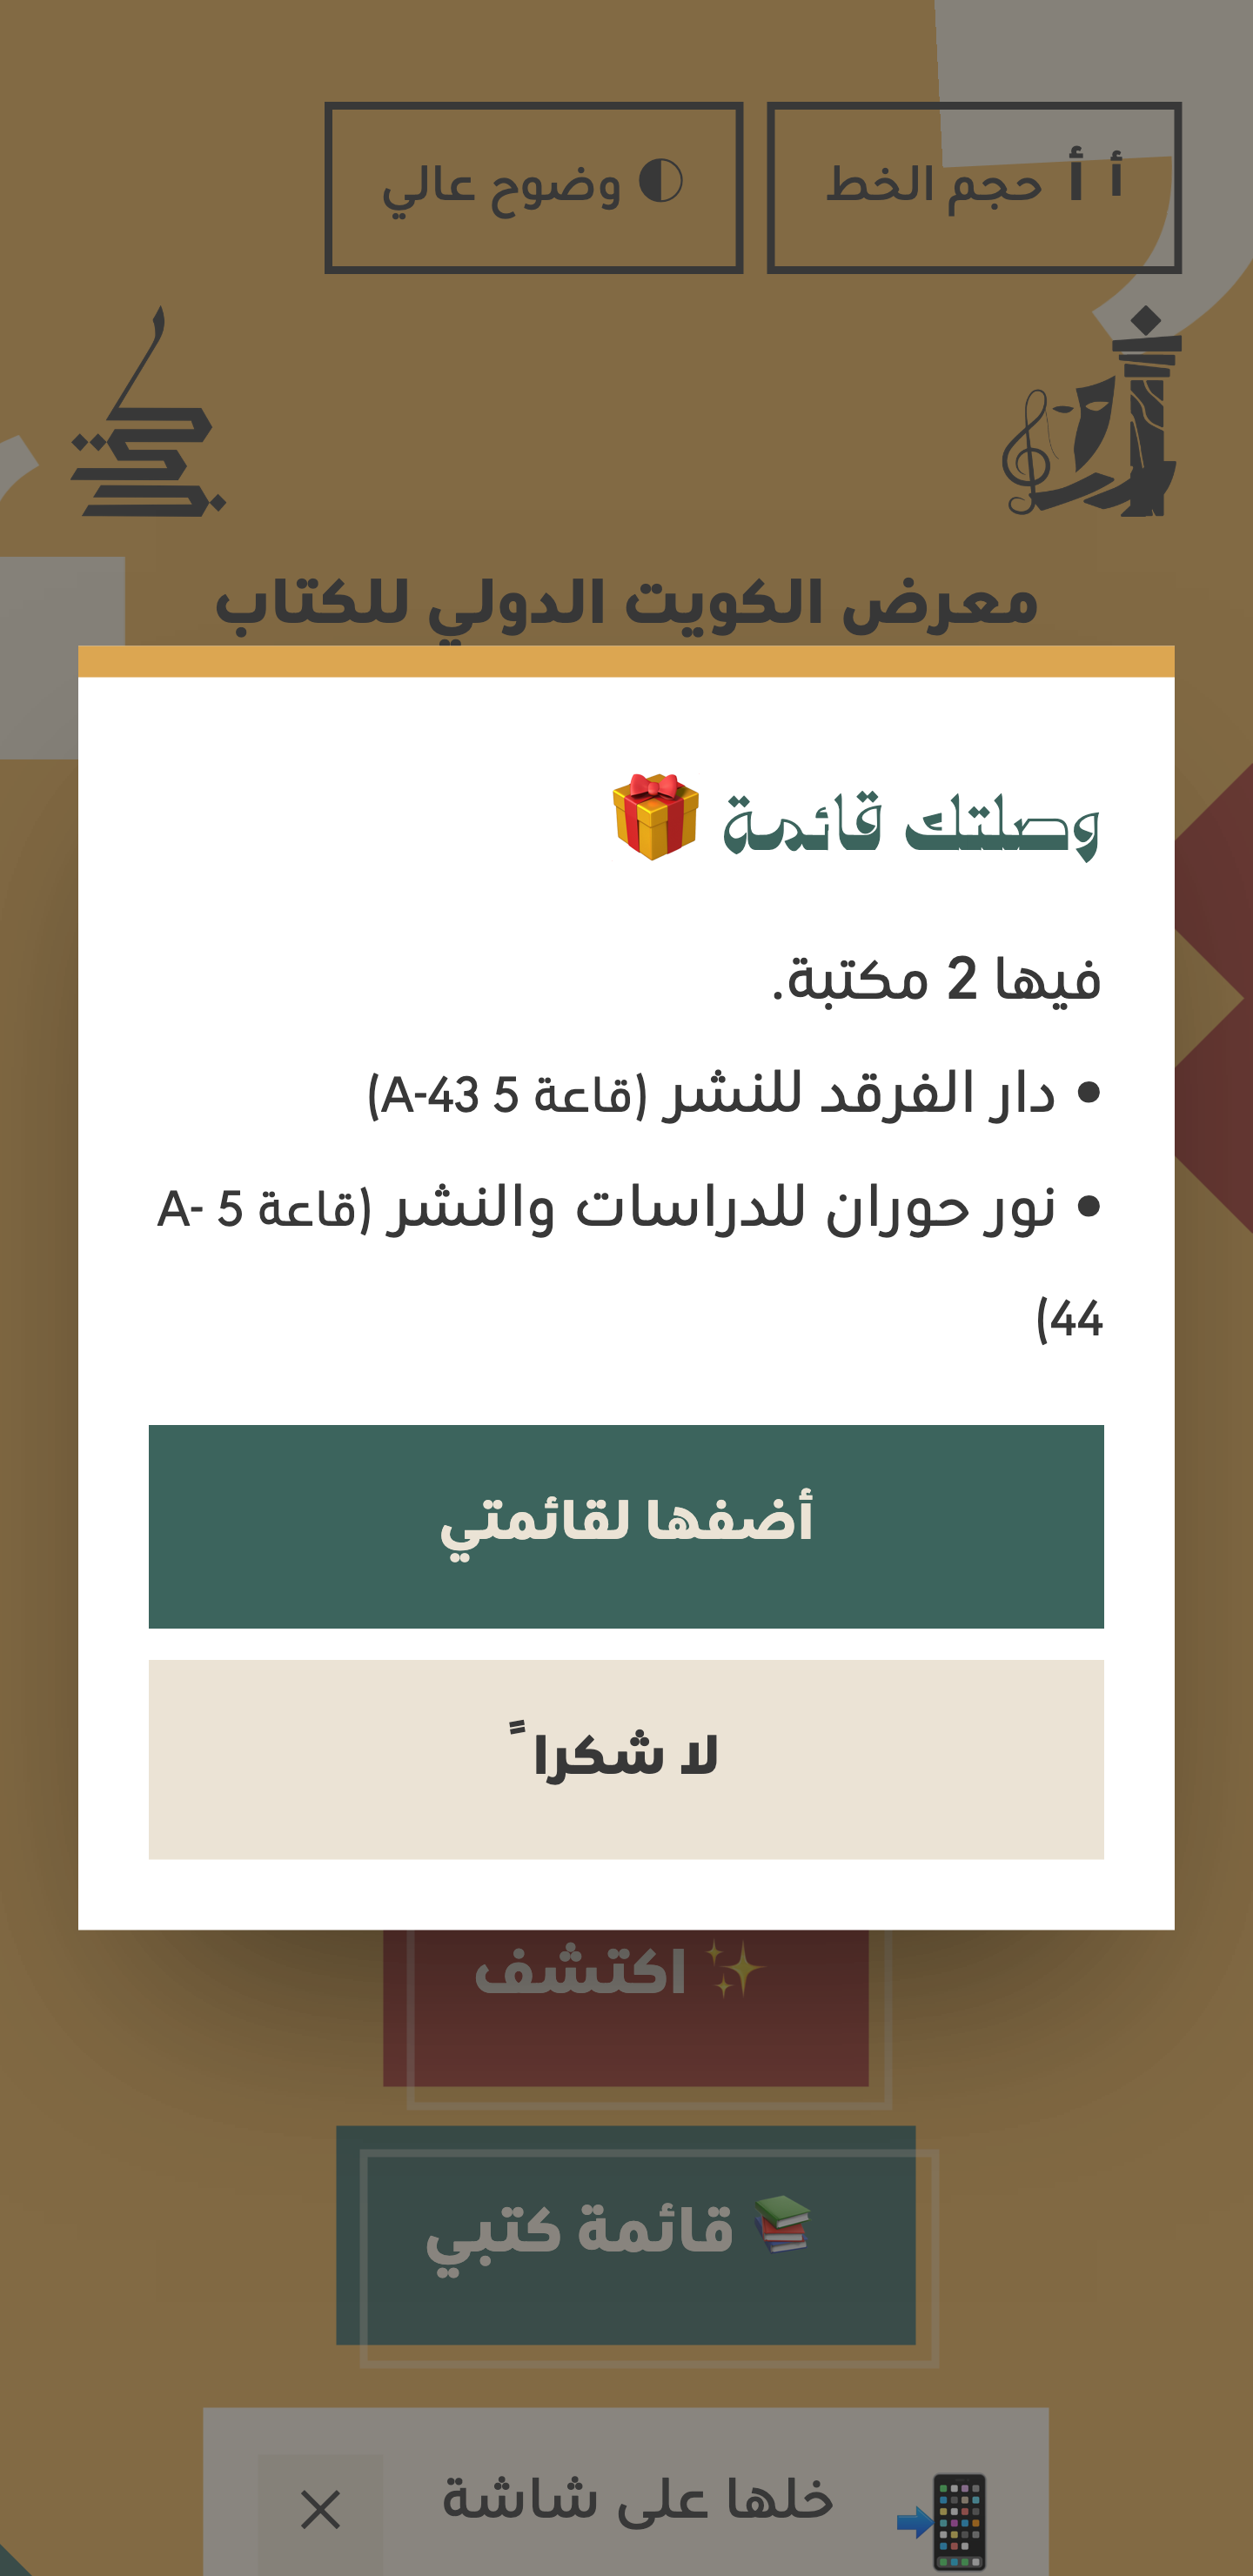 أ أ حجم الخط
◐ وضوح عالي
معرض الكويت الدولي للكتاب
وصلتك قائمة 🎁
فيها 2 مكتبة.
• دار الفرقد للنشر (قاعة 5 A-43)
• نور حوران للدراسات والنشر (قاعة 5 A-
44)
أضفها لقائمتي
لا شكراً
✨ اكتشف
📚 قائمة كتبي
📲 خلها على شاشة ×